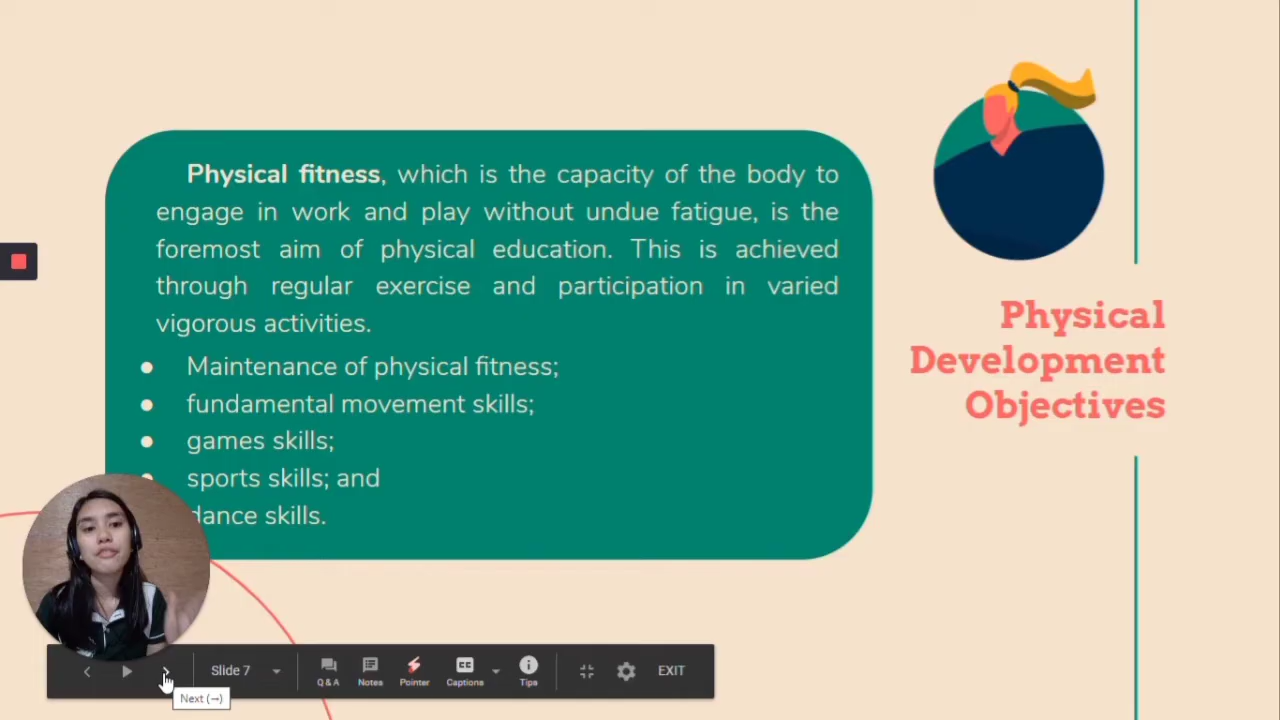 Physical fitness, which is the capacity of the body to
engage in work and play without undue fatigue, is the
foremost aim of physical education. This is achieved
through regular exercise and participation in varied
vigorous activities.
● Maintenance of physical fitness;
● fundamental movement skills;
● games skills;
● sports skills; and
dance skills.
Physical
Development
Objectives
Slide 7
Q & A
Notes
Pointer
Captions
Tips
EXIT
Next (→)